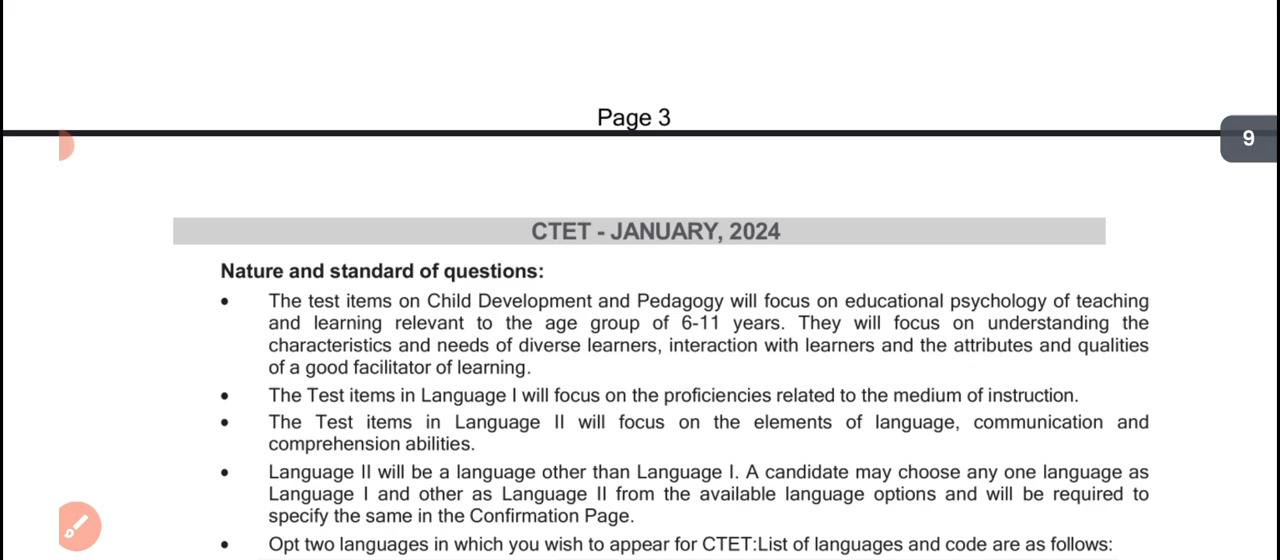 Page 3
9
CTET - JANUARY, 2024
Nature and standard of questions:
• The test items on Child Development and Pedagogy will focus on educational psychology of teaching
and learning relevant to the age group of 6-11 years. They will focus on understanding the
characteristics and needs of diverse learners, interaction with learners and the attributes and qualities
of a good facilitator of learning.
• The Test items in Language I will focus on the proficiencies related to the medium of instruction.
• The Test items in Language II will focus on the elements of language, communication and
comprehension abilities.
• Language II will be a language other than Language I. A candidate may choose any one language as
Language I and other as Language II from the available language options and will be required to
specify the same in the Confirmation Page.
• Opt two languages in which you wish to appear for CTET:List of languages and code are as follows: